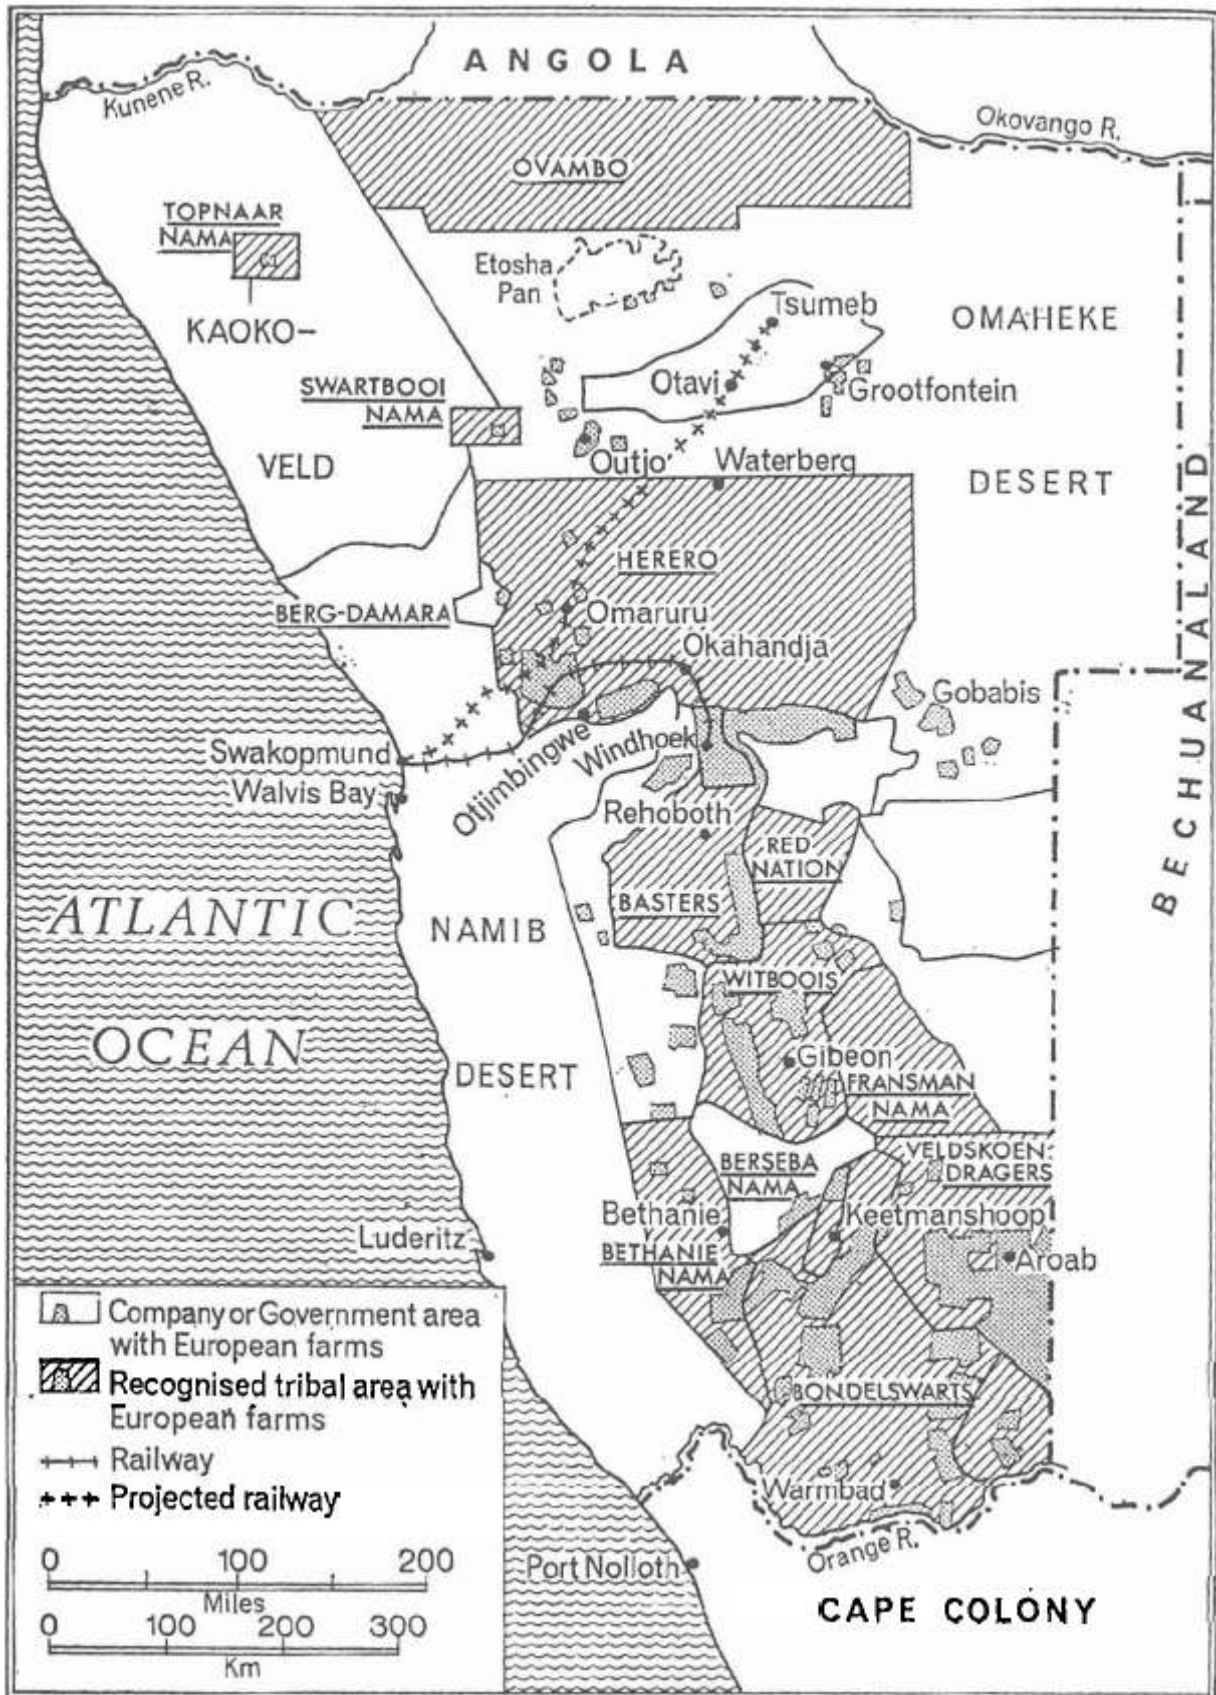 ANGOLA
Kunene R.
Okovango R.
OVAMBO
TOPNAAR
NAMA
Etosha
Pan
Tsumeb
OMAHEKE
KAOKO-
SWARTBOOI
NAMA
Otavi
Grootfontein
VELD
Outjo
Waterberg
DESERT
HERERO
BERG-DAMARA
Omaruru
Okahandja
Gobabis
BECHUANALAND
Swakopmund
Walvis Bay
Otjimbingwe
Windhoek
Rehoboth
RED
NATION
BASTERS
ATLANTIC
OCEAN
NAMIB
DESERT
WITBOOIS
Gibeon
FRANSMAN
NAMA
BERSEBA
NAMA
VELDSKOEN-
DRAGERS
Bethanie
BETHANIE
NAMA
Keetmanshoop
Aroab
Luderitz
BONDELSWARTS
Warmbad
Orange R.
Port Nolloth
CAPE COLONY
Company or Government area
with European farms
Recognised tribal area with
European farms
Railway
Projected railway
0 100 200
Miles
0 100 200 300
Km